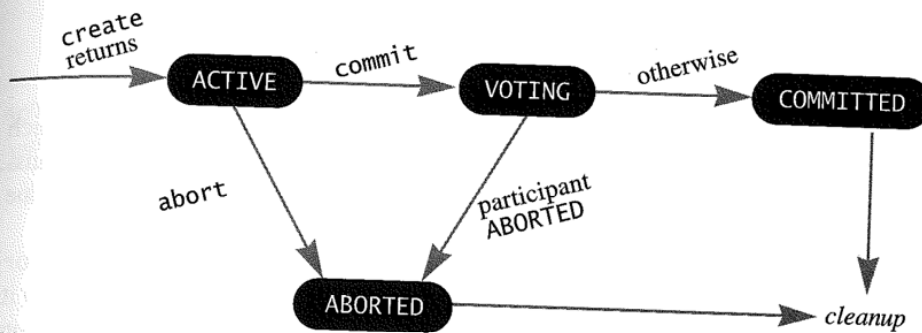 create
returns
ACTIVE
commit
VOTING
otherwise
COMMITTED
abort
participant
ABORTED
ABORTED
cleanup